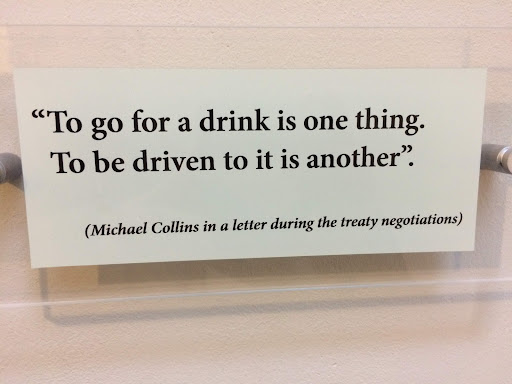 “To go for a drink is one thing.
To be driven to it is another”.
(Michael Collins in a letter during the treaty negotiations)